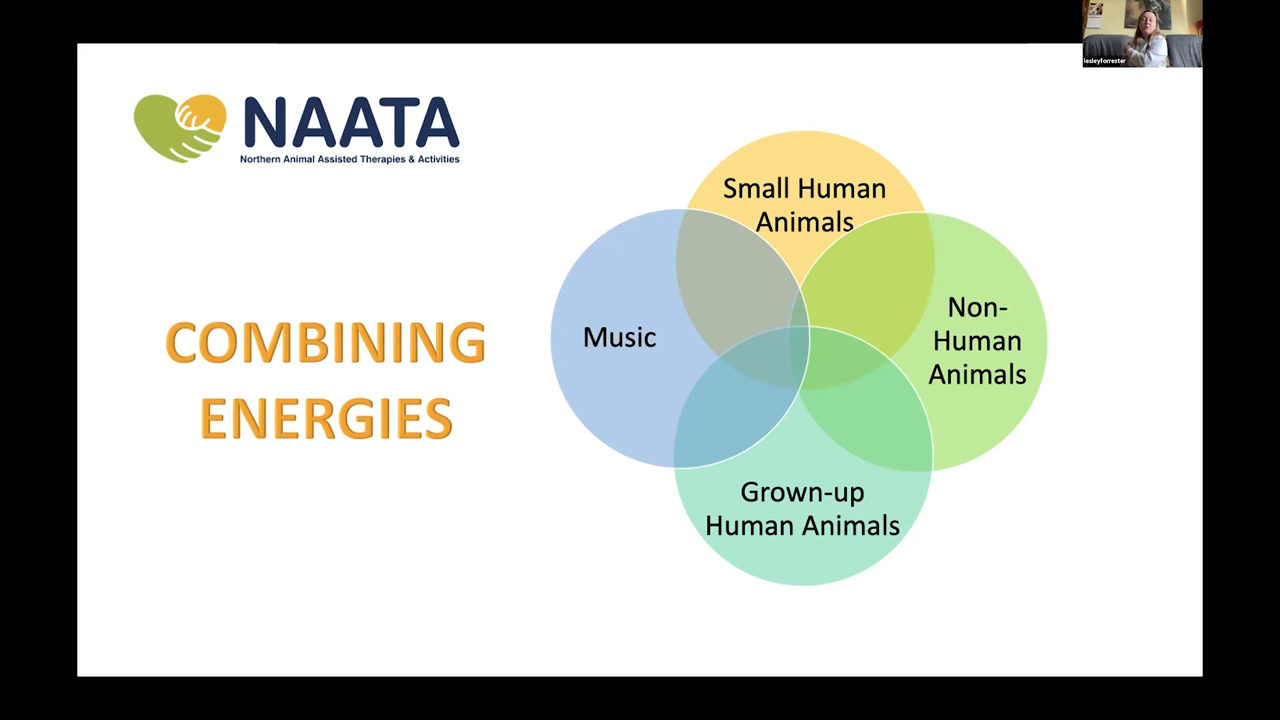 lesleyforrester
NAATA
Northern Animal Assisted Therapies & Activities
COMBINING
ENERGIES
Small Human
Animals
Music
Non-
Human
Animals
Grown-up
Human Animals